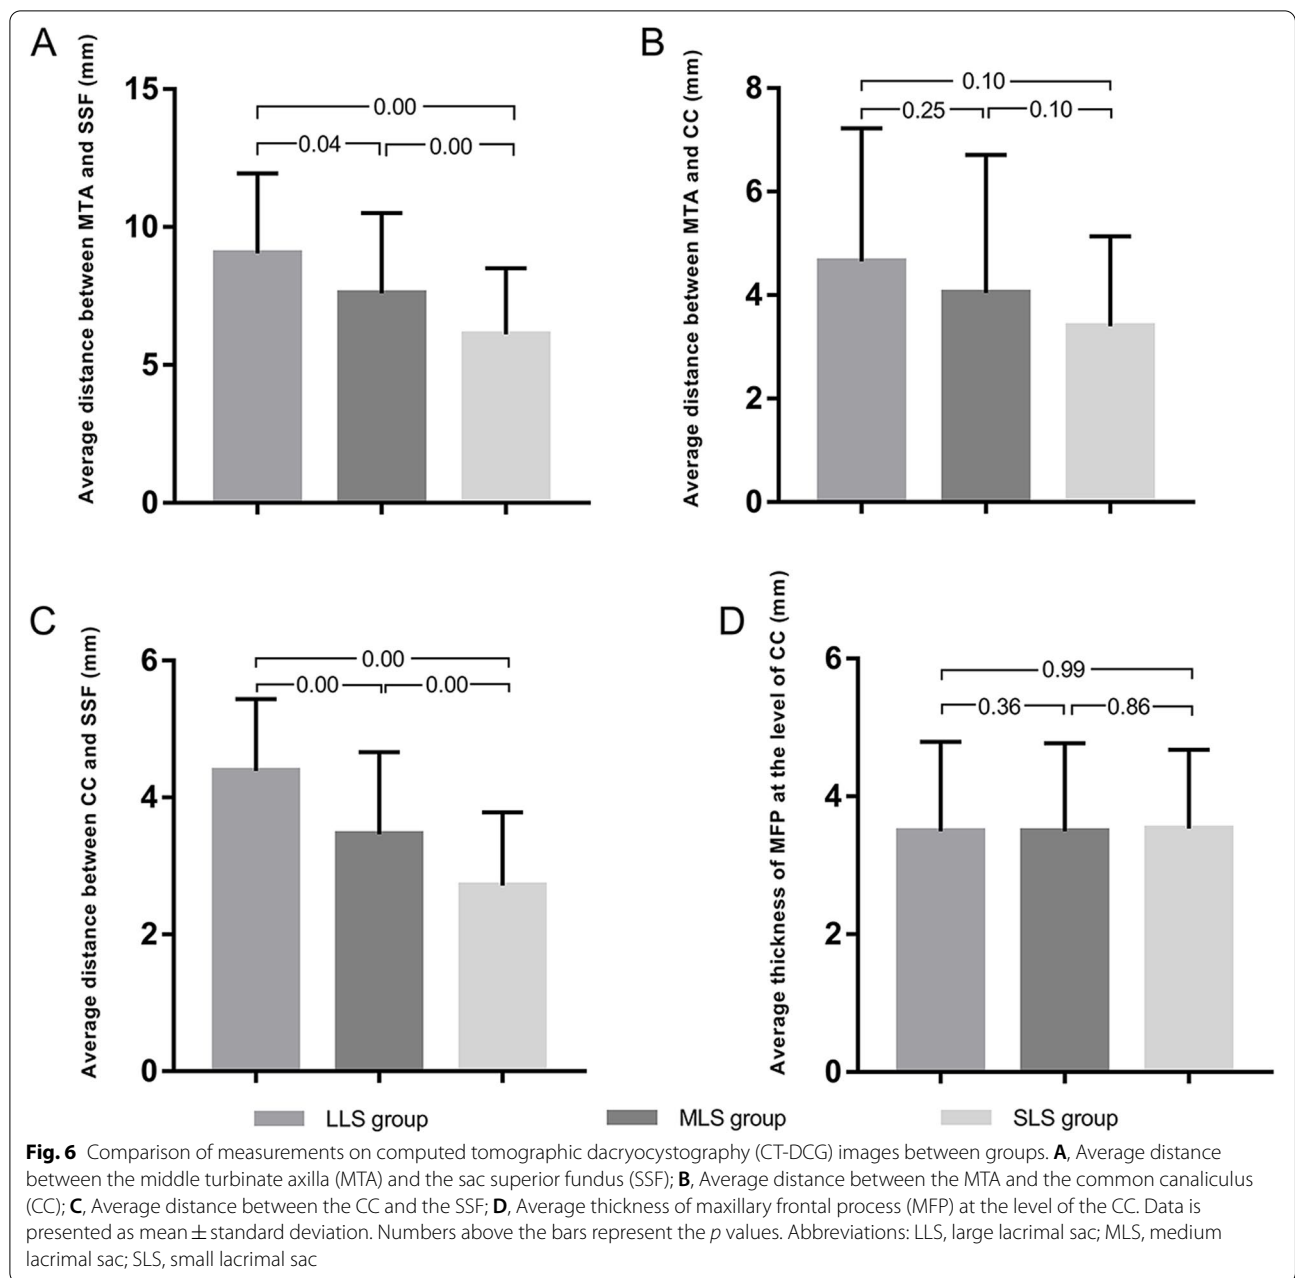 A
Average distance between MTA and SSF (mm)
15
10
5
0
0.00
0.04
0.00
B
Average distance between MTA and CC (mm)
8
6
4
2
0
0.10
0.25
0.10
C
Average distance between CC and SSF (mm)
6
4
2
0
0.00
0.00
0.00
D
Average thickness of MFP at the level of CC (mm)
6
4
2
0
0.99
0.36
0.86
LLS group
MLS group
SLS group
Fig. 6 Comparison of measurements on computed tomographic dacryocystography (CT-DCG) images between groups. A, Average distance
between the middle turbinate axilla (MTA) and the sac superior fundus (SSF); B, Average distance between the MTA and the common canaliculus
(CC); C, Average distance between the CC and the SSF; D, Average thickness of maxillary frontal process (MFP) at the level of the CC. Data is
presented as mean ± standard deviation. Numbers above the bars represent the p values. Abbreviations: LLS, large lacrimal sac; MLS, medium
lacrimal sac; SLS, small lacrimal sac